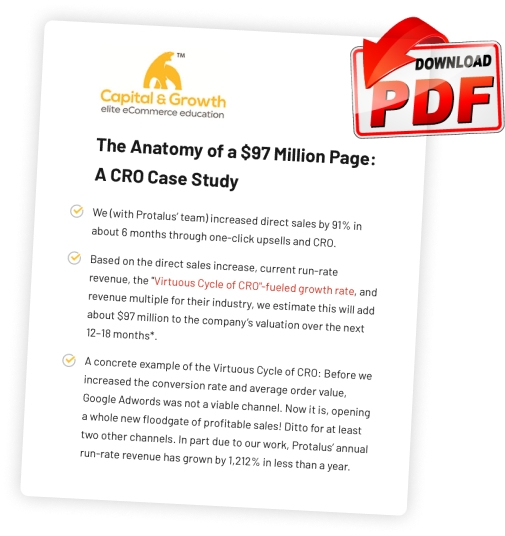 DOWNLOAD
PDF
TM
Capital & Growth
elite eCommerce education
The Anatomy of a $97 Million Page:
A CRO Case Study
We (with Protalus' team) increased direct sales by 91% in
about 6 months through one-click upsells and CRO.
Based on the direct sales increase, current run-rate
revenue, the "Virtuous Cycle of CRO"-fueled growth rate, and
revenue multiple for their industry, we estimate this will add
about $97 million to the company's valuation over the next
12–18 months*.
A concrete example of the Virtuous Cycle of CRO: Before we
increased the conversion rate and average order value,
Google Adwords was not a viable channel. Now it is, opening
a whole new floodgate of profitable sales! Ditto for at least
two other channels. In part due to our work, Protalus' annual
run-rate revenue has grown by 1,212% in less than a year.